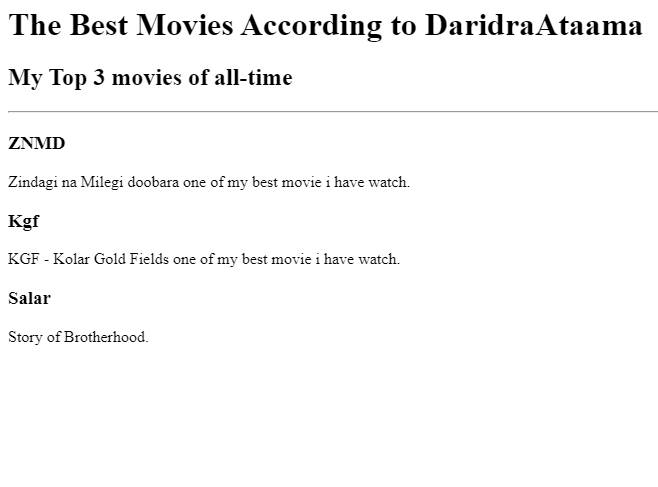 The Best Movies According to DaridraAtaama
My Top 3 movies of all-time
ZNMD
Zindagi na Milegi doobara one of my best movie i have watch.
Kgf
KGF - Kolar Gold Fields one of my best movie i have watch.
Salar
Story of Brotherhood.